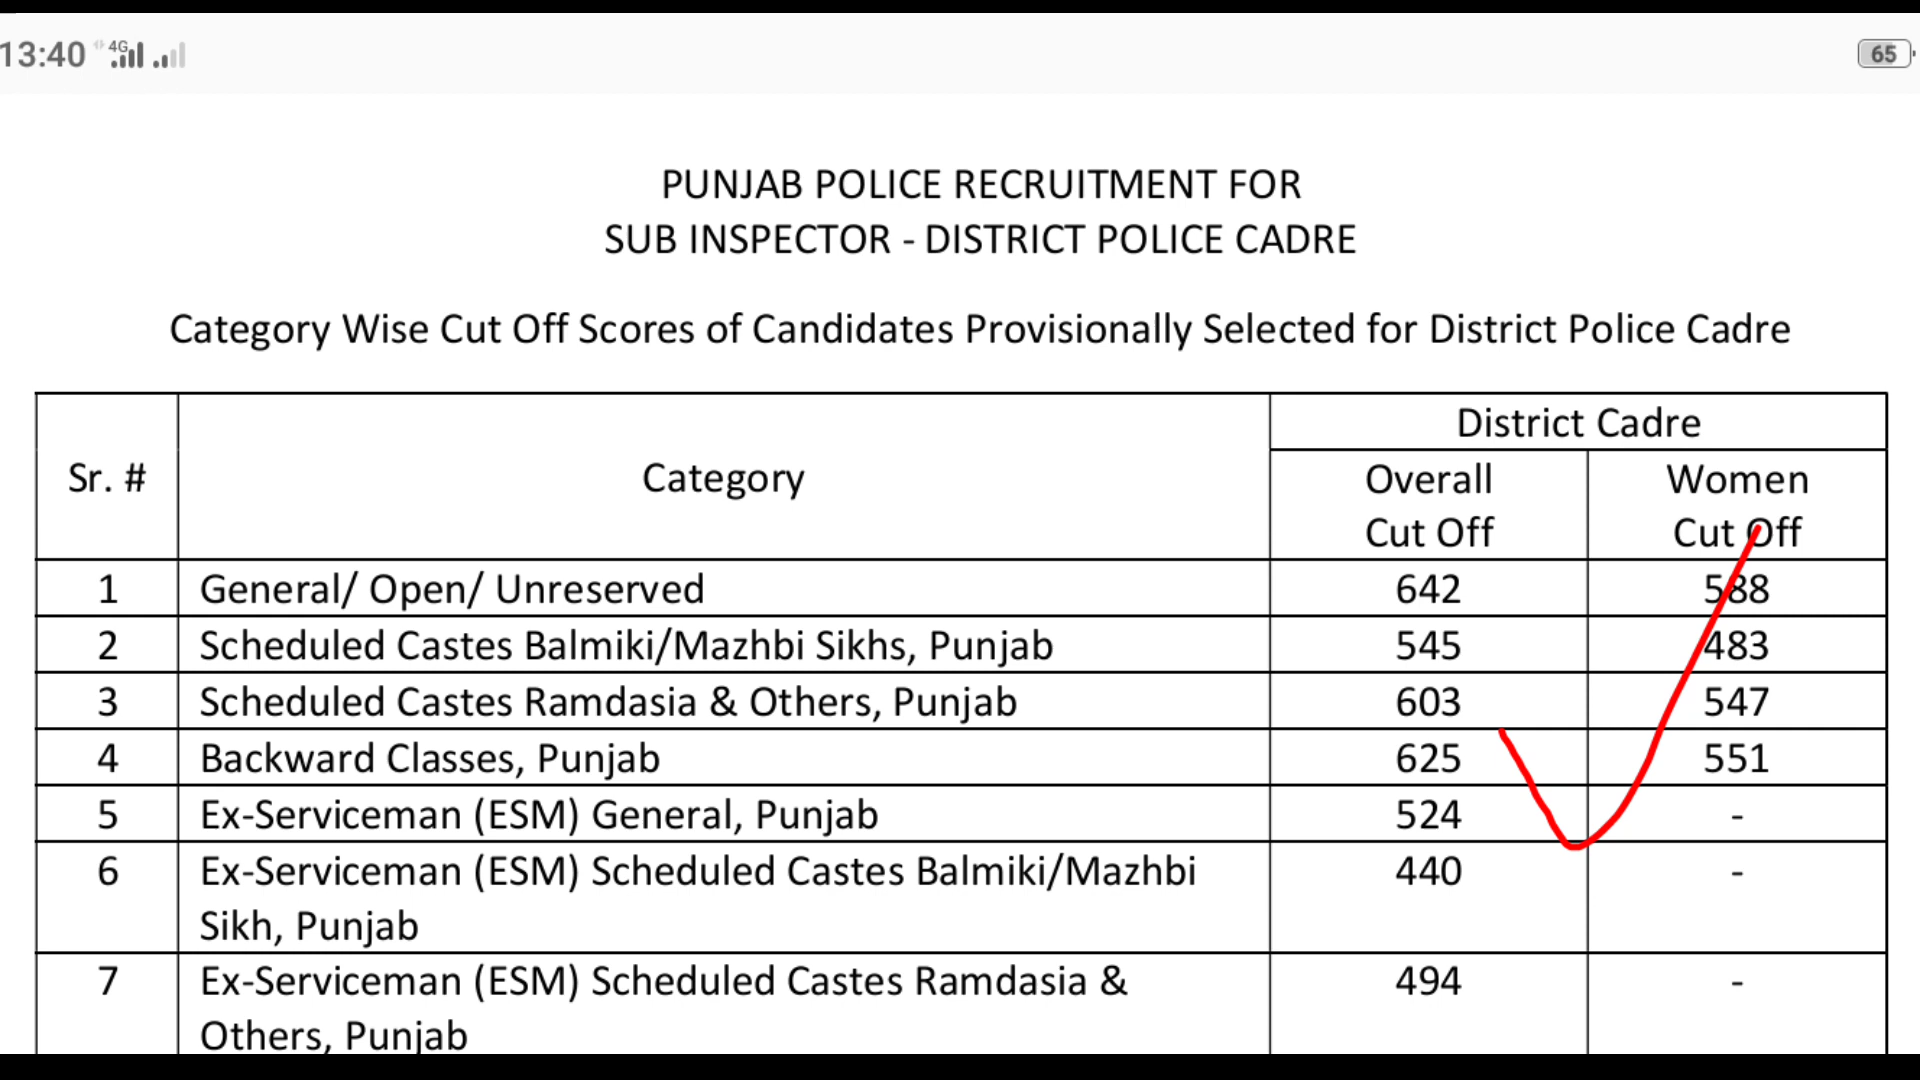 13:40 4G 65
PUNJAB POLICE RECRUITMENT FOR
SUB INSPECTOR - DISTRICT POLICE CADRE
Category Wise Cut Off Scores of Candidates Provisionally Selected for District Police Cadre
Sr. # Category District Cadre
Overall Cut Off Women Cut Off
1 General/ Open/ Unreserved 642 588
2 Scheduled Castes Balmiki/Mazhbi Sikhs, Punjab 545 483
3 Scheduled Castes Ramdasia & Others, Punjab 603 547
4 Backward Classes, Punjab 625 551
5 Ex-Serviceman (ESM) General, Punjab 524 -
6 Ex-Serviceman (ESM) Scheduled Castes Balmiki/Mazhbi 440 -
Sikh, Punjab
7 Ex-Serviceman (ESM) Scheduled Castes Ramdasia & 494 -
Others, Punjab